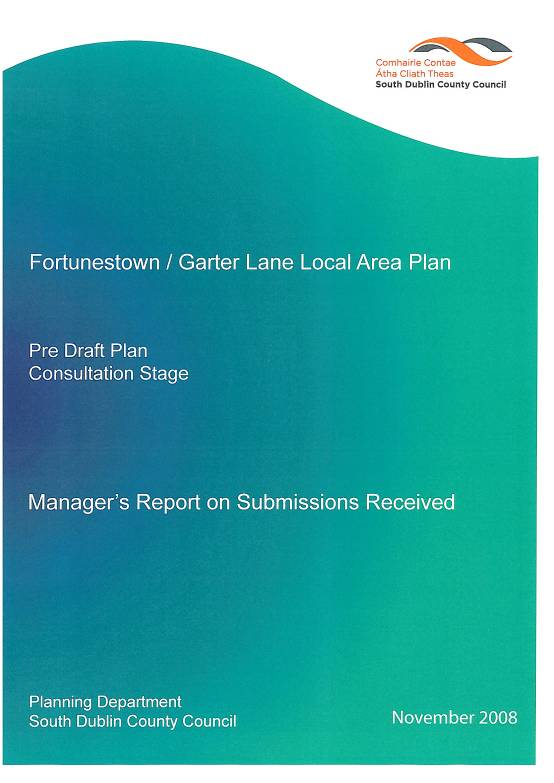 Comhairle Contae
Átha Cliath Theas
South Dublin County Council
Fortunestown / Garter Lane Local Area Plan
Pre Draft Plan
Consultation Stage
Manager's Report on Submissions Received
Planning Department
South Dublin County Council
November 2008